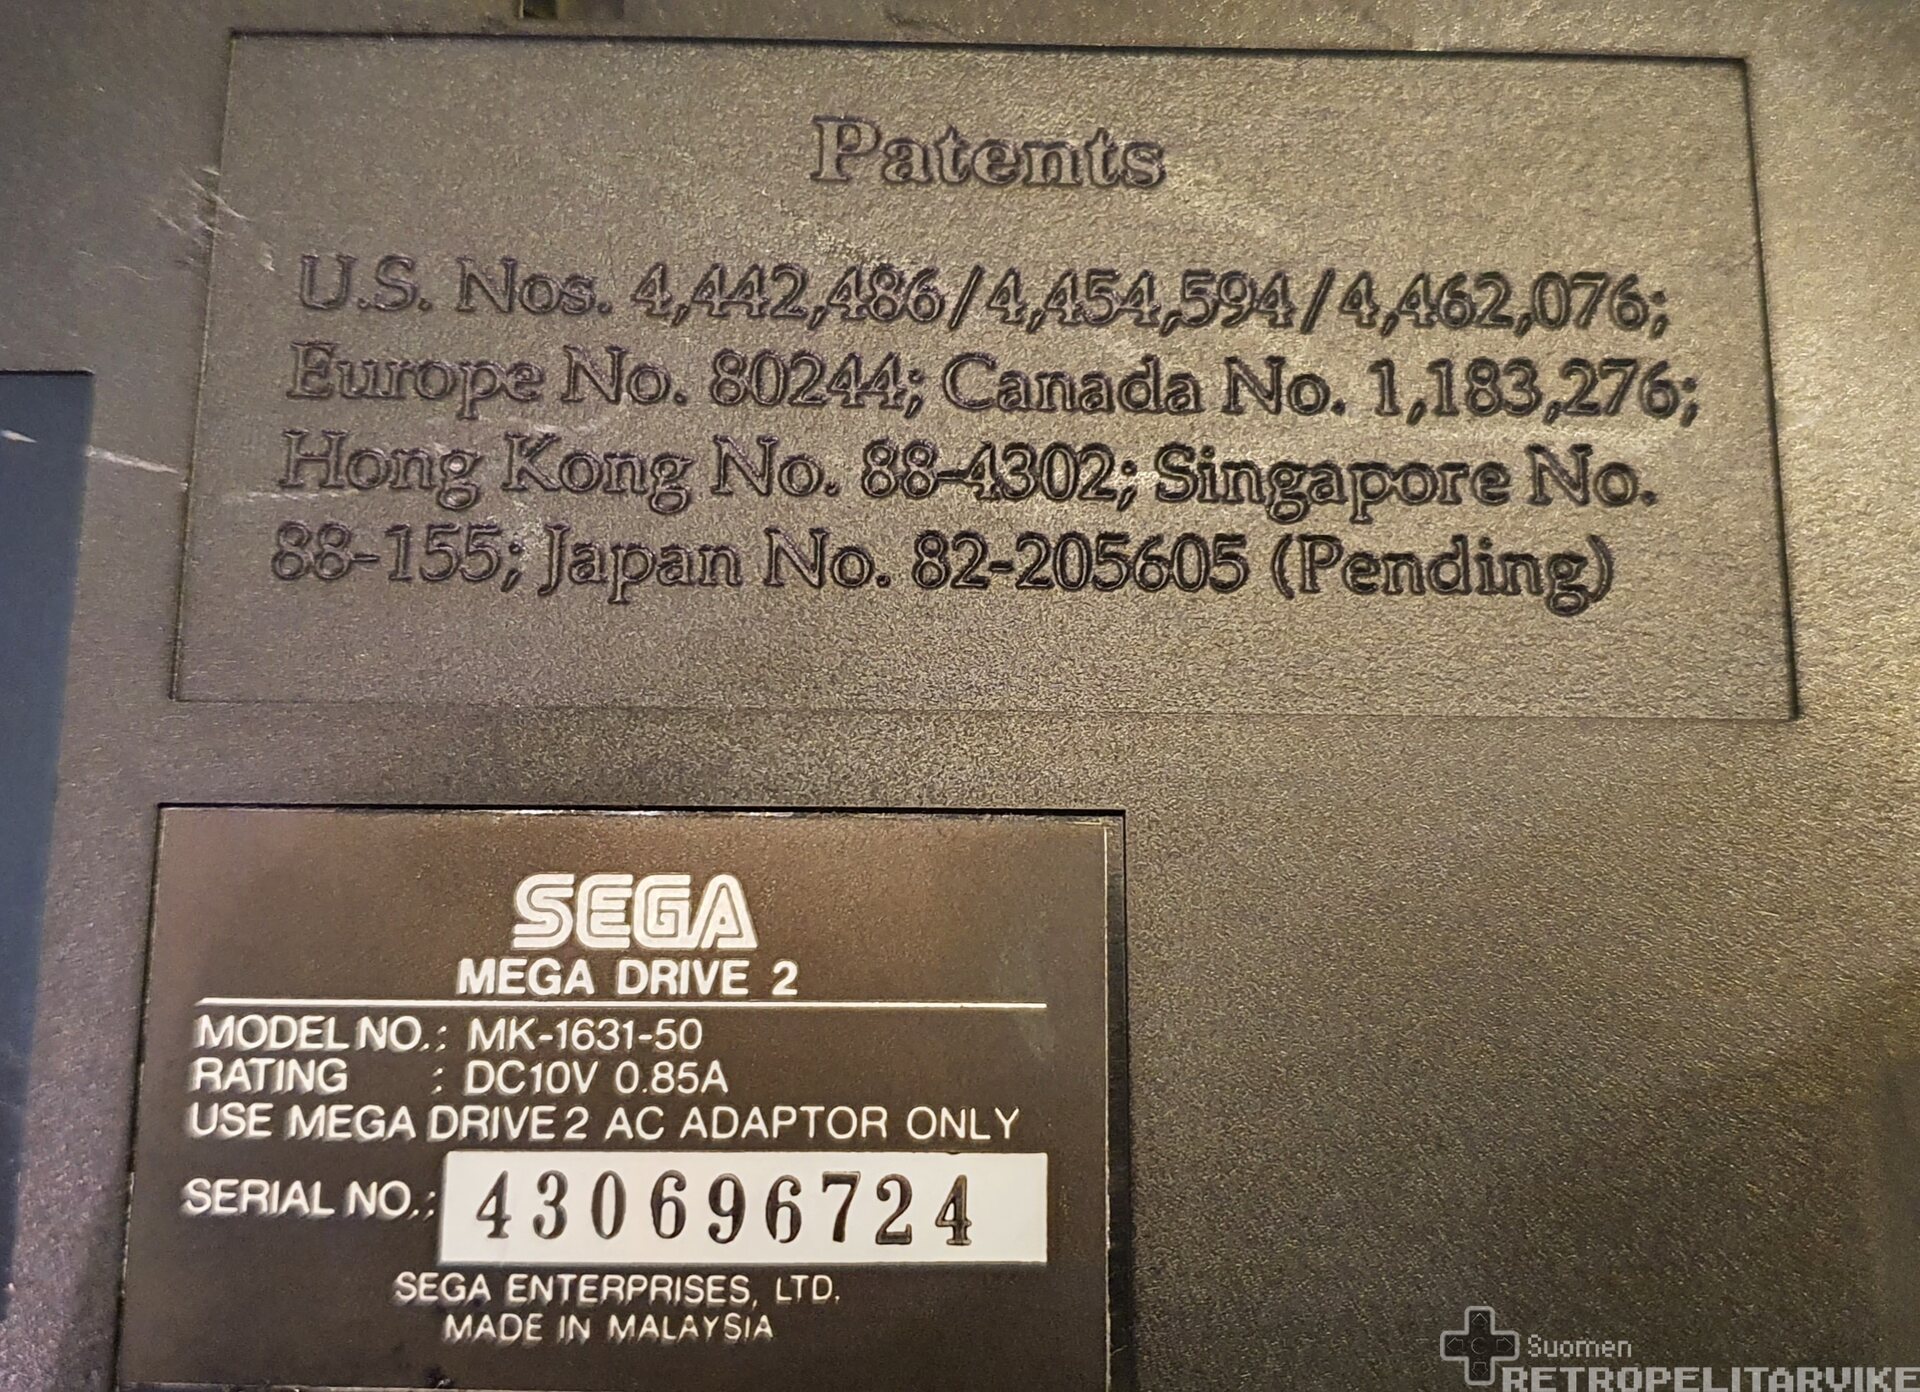 Patents
U.S. Nos. 4,442,486/4,454,594/4,462,076;
Europe No. 80244; Canada No. 1,183,276;
Hong Kong No. 88-4302; Singapore No.
88-155; Japan No. 82-205605 (Pending)
SEGA
MEGA DRIVE 2
MODEL NO.: MK-1631-50
RATING : DC10V 0.85A
USE MEGA DRIVE 2 AC ADAPTOR ONLY
SERIAL NO.: 430696724
SEGA ENTERPRISES, LTD.
MADE IN MALAYSIA
Suomen
RETROPELITARVIKE